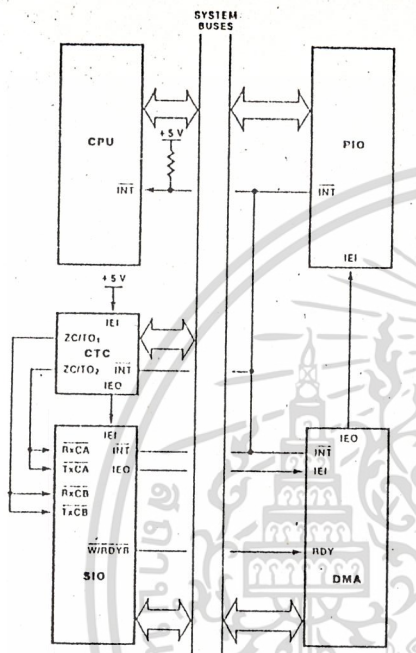 SYSTEM
BUSES
CPU
+5 V
INT
PIO
INT
IEI
+5 V
IEI
ZC/TO₁
CTC
ZC/TO₂
INT
IEO
IEI
RxCA
INT
TxCA
IEO
RxCB
TxCB
W/RDYB
SIO
IEO
INT
IEI
RDY
DMA